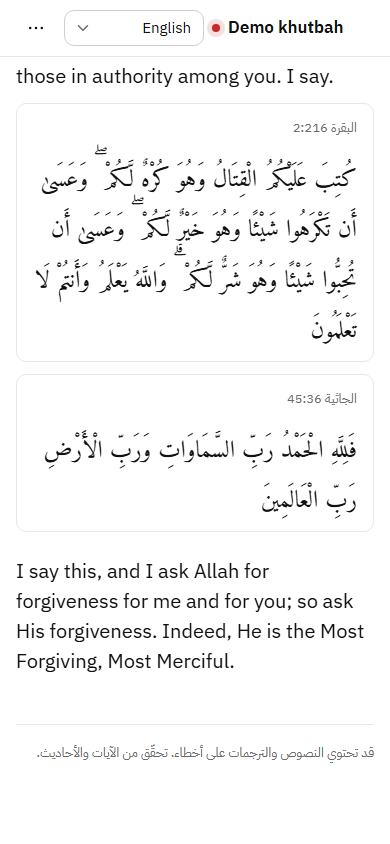 Demo khutbah
English
those in authority among you. I say.
البقرة 2:216
كُتِبَ عَلَيْكُمُ الْقِتَالُ وَهُوَ كُرْهٌ لَّكُمْ ۖ وَعَسَىٰ
أَن تَكْرَهُوا شَيْئًا وَهُوَ خَيْرٌ لَّكُمْ ۖ وَعَسَىٰ أَن
تُحِبُّوا شَيْئًا وَهُوَ شَرٌّ لَّكُمْ ۗ وَاللَّهُ يَعْلَمُ وَأَنتُمْ لَا
تَعْلَمُونَ
الجاثية 45:36
فَلِلَّهِ الْحَمْدُ رَبِّ السَّمَاوَاتِ وَرَبِّ الْأَرْضِ
رَبِّ الْعَالَمِينَ
I say this, and I ask Allah for
forgiveness for me and for you; so ask
His forgiveness. Indeed, He is the Most
Forgiving, Most Merciful.
قد تحتوي النصوص والترجمات على أخطاء. تحقّق من الآيات والأحاديث.